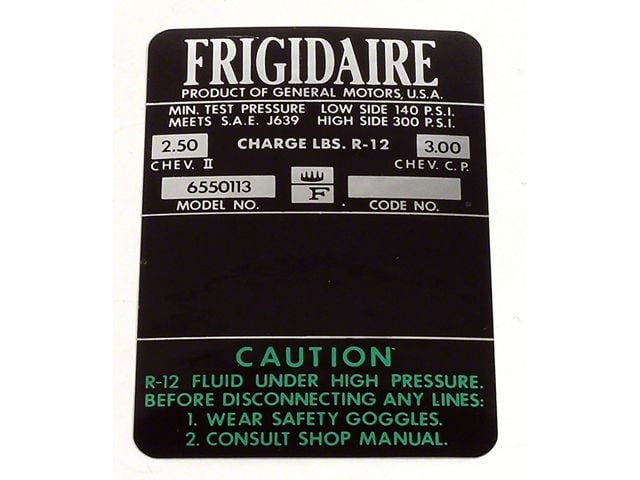 FRIGIDAIRE
PRODUCT OF GENERAL MOTORS, U.S.A.
MIN. TEST PRESSURE LOW SIDE 140 P.S.I.
MEETS S.A.E. J639 HIGH SIDE 300 P.S.I.
2.50 CHARGE LBS. R-12 3.00
CHEV. II CHEV. C.P.
6550113 F
MODEL NO. CODE NO.
CAUTION
R-12 FLUID UNDER HIGH PRESSURE.
BEFORE DISCONNECTING ANY LINES:
1. WEAR SAFETY GOGGLES.
2. CONSULT SHOP MANUAL.